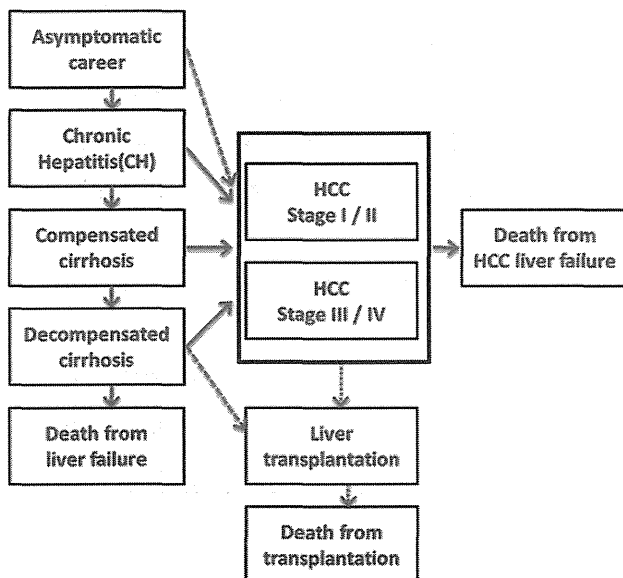 Asymptomatic
career
Chronic
Hepatitis(CH)
Compensated
cirrhosis
Decompensated
cirrhosis
Death from
liver failure
HCC
Stage I / II
HCC
Stage III / IV
Death from
HCC liver failure
Liver
transplantation
Death from
transplantation